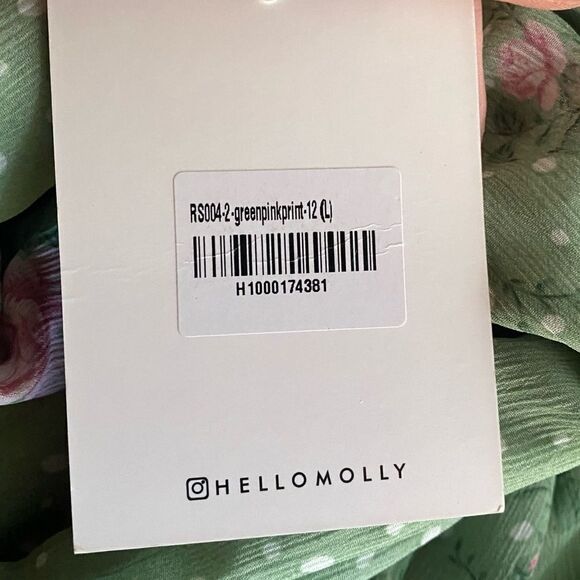 RS004-2-greenpinkprint-12 (L)
H1000174381
HELLOMOLLY